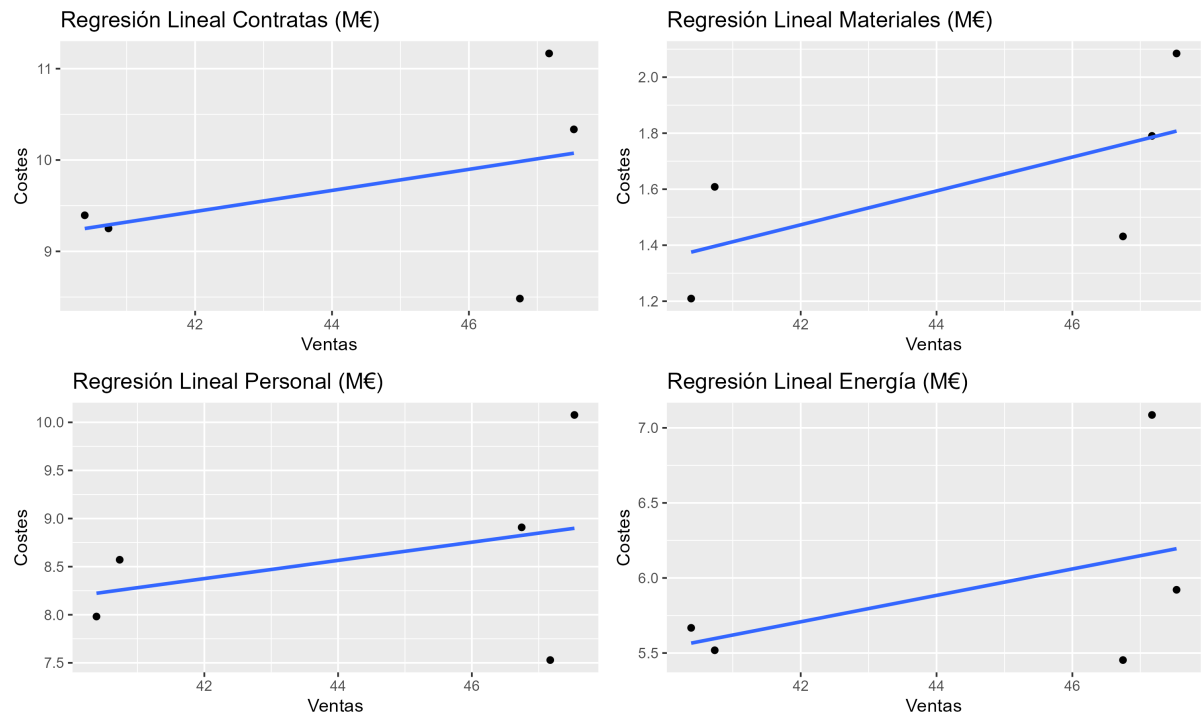 Regresión Lineal Contratas (M€)
Costes
11
10
9
42
44
46
Ventas
Regresión Lineal Materiales (M€)
Costes
2.0
1.8
1.6
1.4
1.2
42
44
46
Ventas
Regresión Lineal Personal (M€)
Costes
10.0
9.5
9.0
8.5
8.0
7.5
42
44
46
Ventas
Regresión Lineal Energía (M€)
Costes
7.0
6.5
6.0
5.5
42
44
46
Ventas